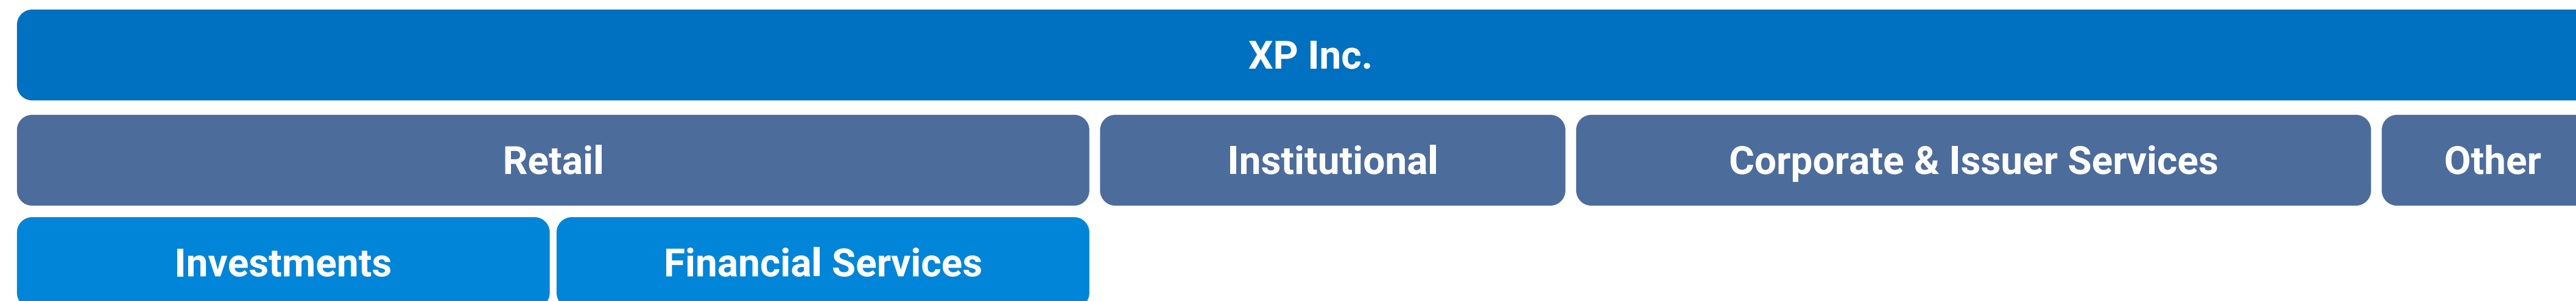 XP Inc.
Retail
Institutional
Corporate & Issuer Services
Other
Investments
Financial Services